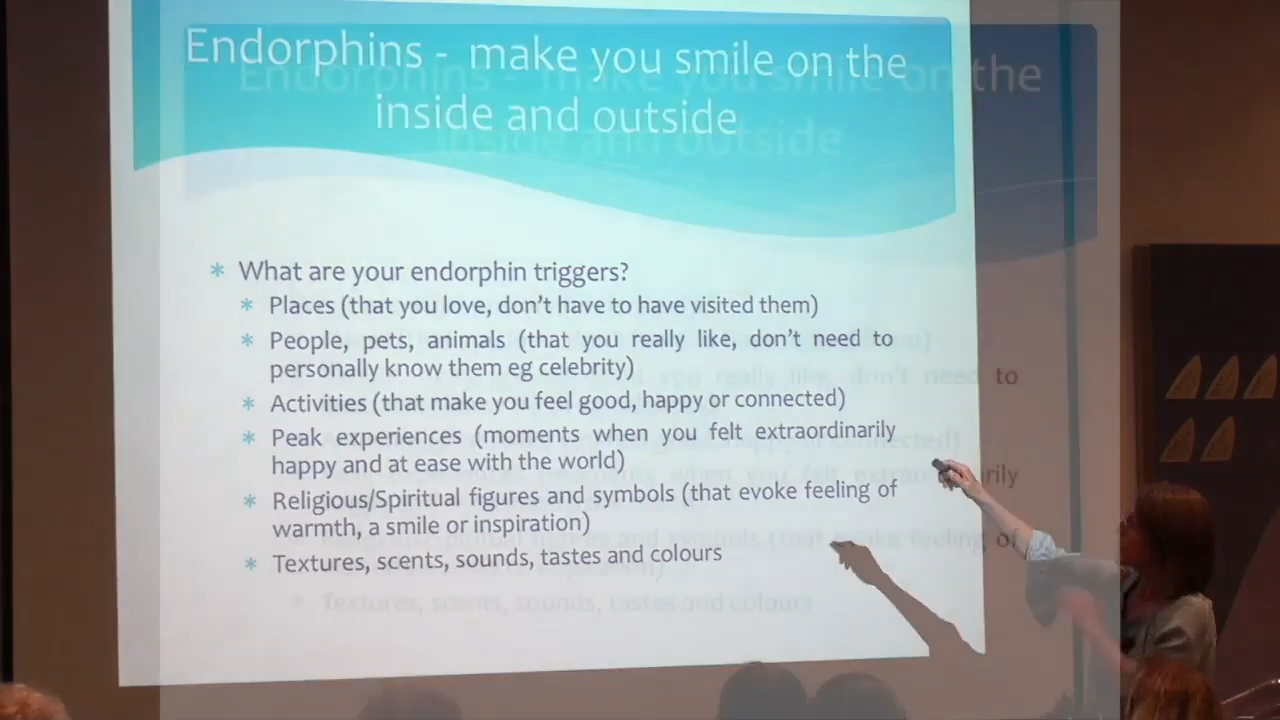 Endorphins - make you smile on the
inside and outside
* What are your endorphin triggers?
* Places (that you love, don't have to have visited them)
* People, pets, animals (that you really like, don't need to
personally know them eg celebrity)
* Activities (that make you feel good, happy or connected)
* Peak experiences (moments when you felt extraordinarily
happy and at ease with the world)
* Religious/Spiritual figures and symbols (that evoke feeling of
warmth, a smile or inspiration)
* Textures, scents, sounds, tastes and colours